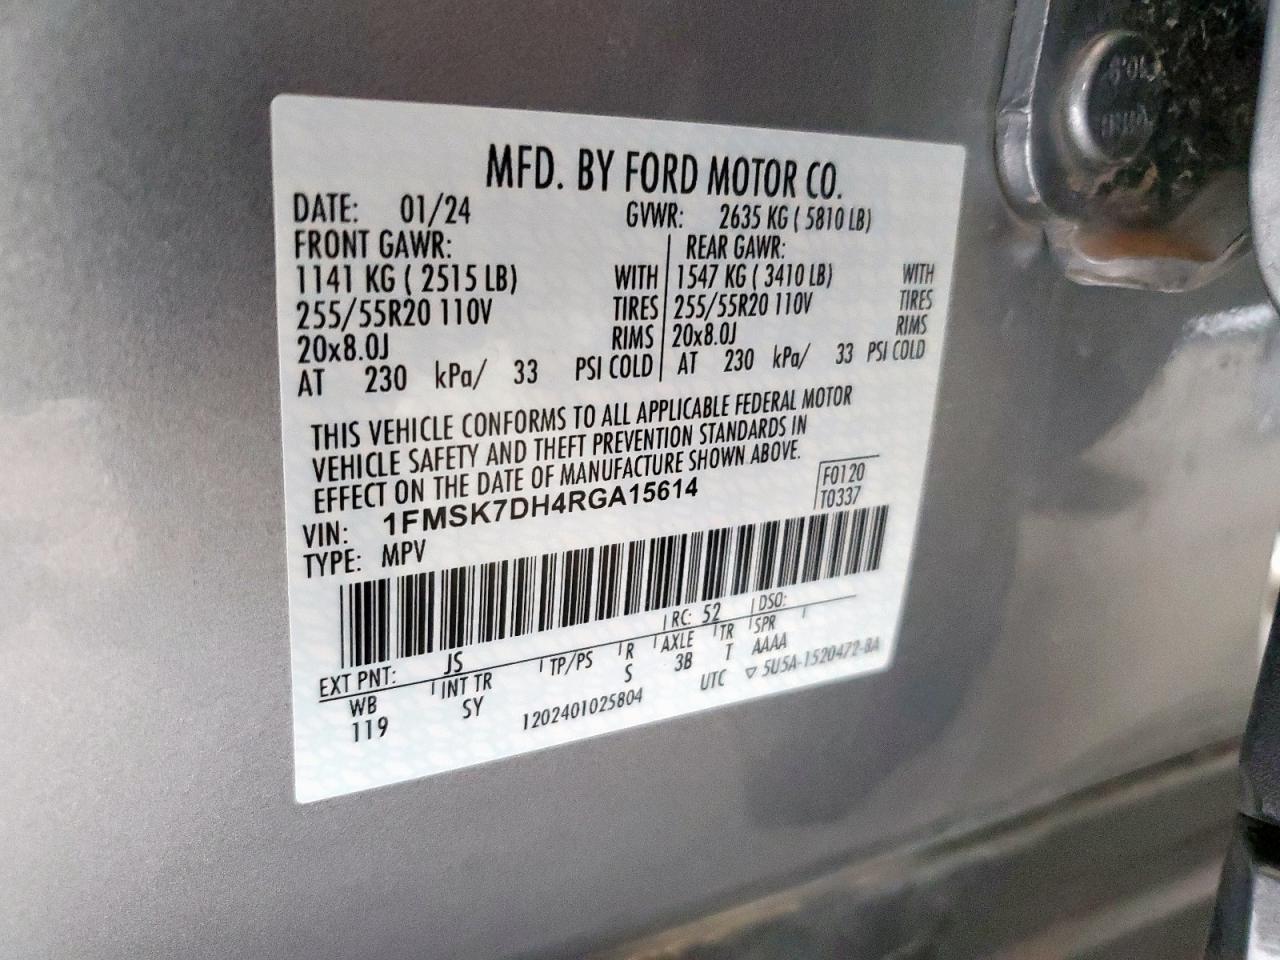 MFD. BY FORD MOTOR CO.
DATE: 01/24 GVWR: 2635 KG ( 5810 LB)
FRONT GAWR: REAR GAWR:
1141 KG ( 2515 LB) WITH 1547 KG ( 3410 LB) WITH
255/55R20 110V TIRES 255/55R20 110V TIRES
20x8.0J RIMS 20x8.0J RIMS
AT 230 kPa/ 33 PSI COLD AT 230 kPa/ 33 PSI COLD
THIS VEHICLE CONFORMS TO ALL APPLICABLE FEDERAL MOTOR
VEHICLE SAFETY AND THEFT PREVENTION STANDARDS IN
EFFECT ON THE DATE OF MANUFACTURE SHOWN ABOVE.
VIN: 1FMSK7DH4RGA15614 F0120
TYPE: MPV T0337
EXT PNT: JS RC: 52 DSO:
WB INT TR TP/PS R AXLE TR SPR
119 SY S 3B T AAAA
1202401025804 UTC ▽ 5U5A-1520472-BA